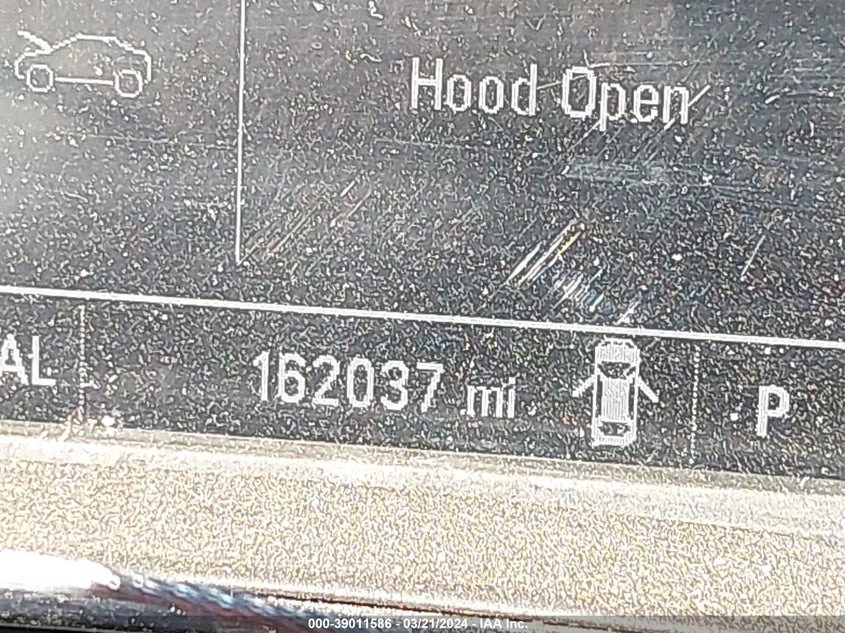 Hood Open
AL 162037 mi P
000-39011586 - 03/21/2024 - IAA Inc.